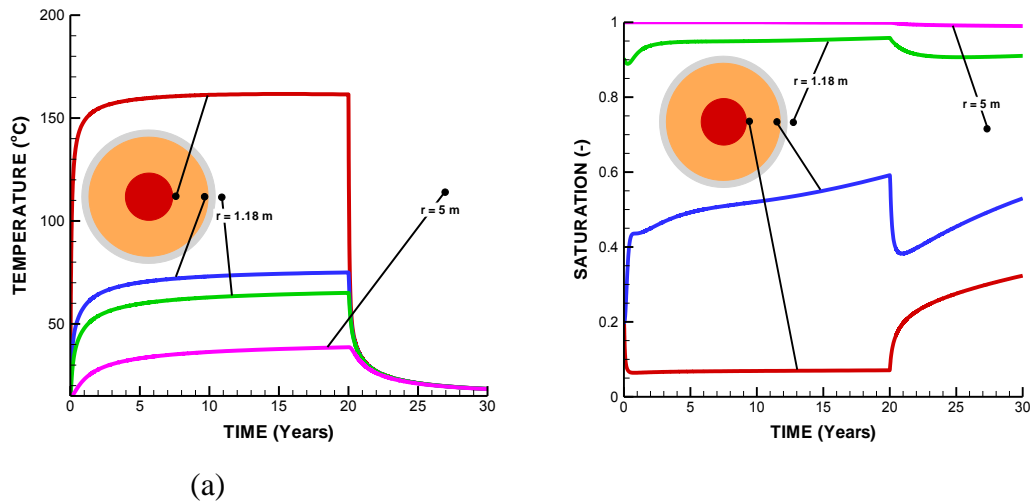 200
150
100
50
0
5
10
15
20
25
30
TEMPERATURE (°C)
TIME (Years)
r = 1.18 m
r = 5 m
(a)
1
0.8
0.6
0.4
0.2
0
0
5
10
15
20
25
30
SATURATION (-)
TIME (Years)
r = 1.18 m
r = 5 m